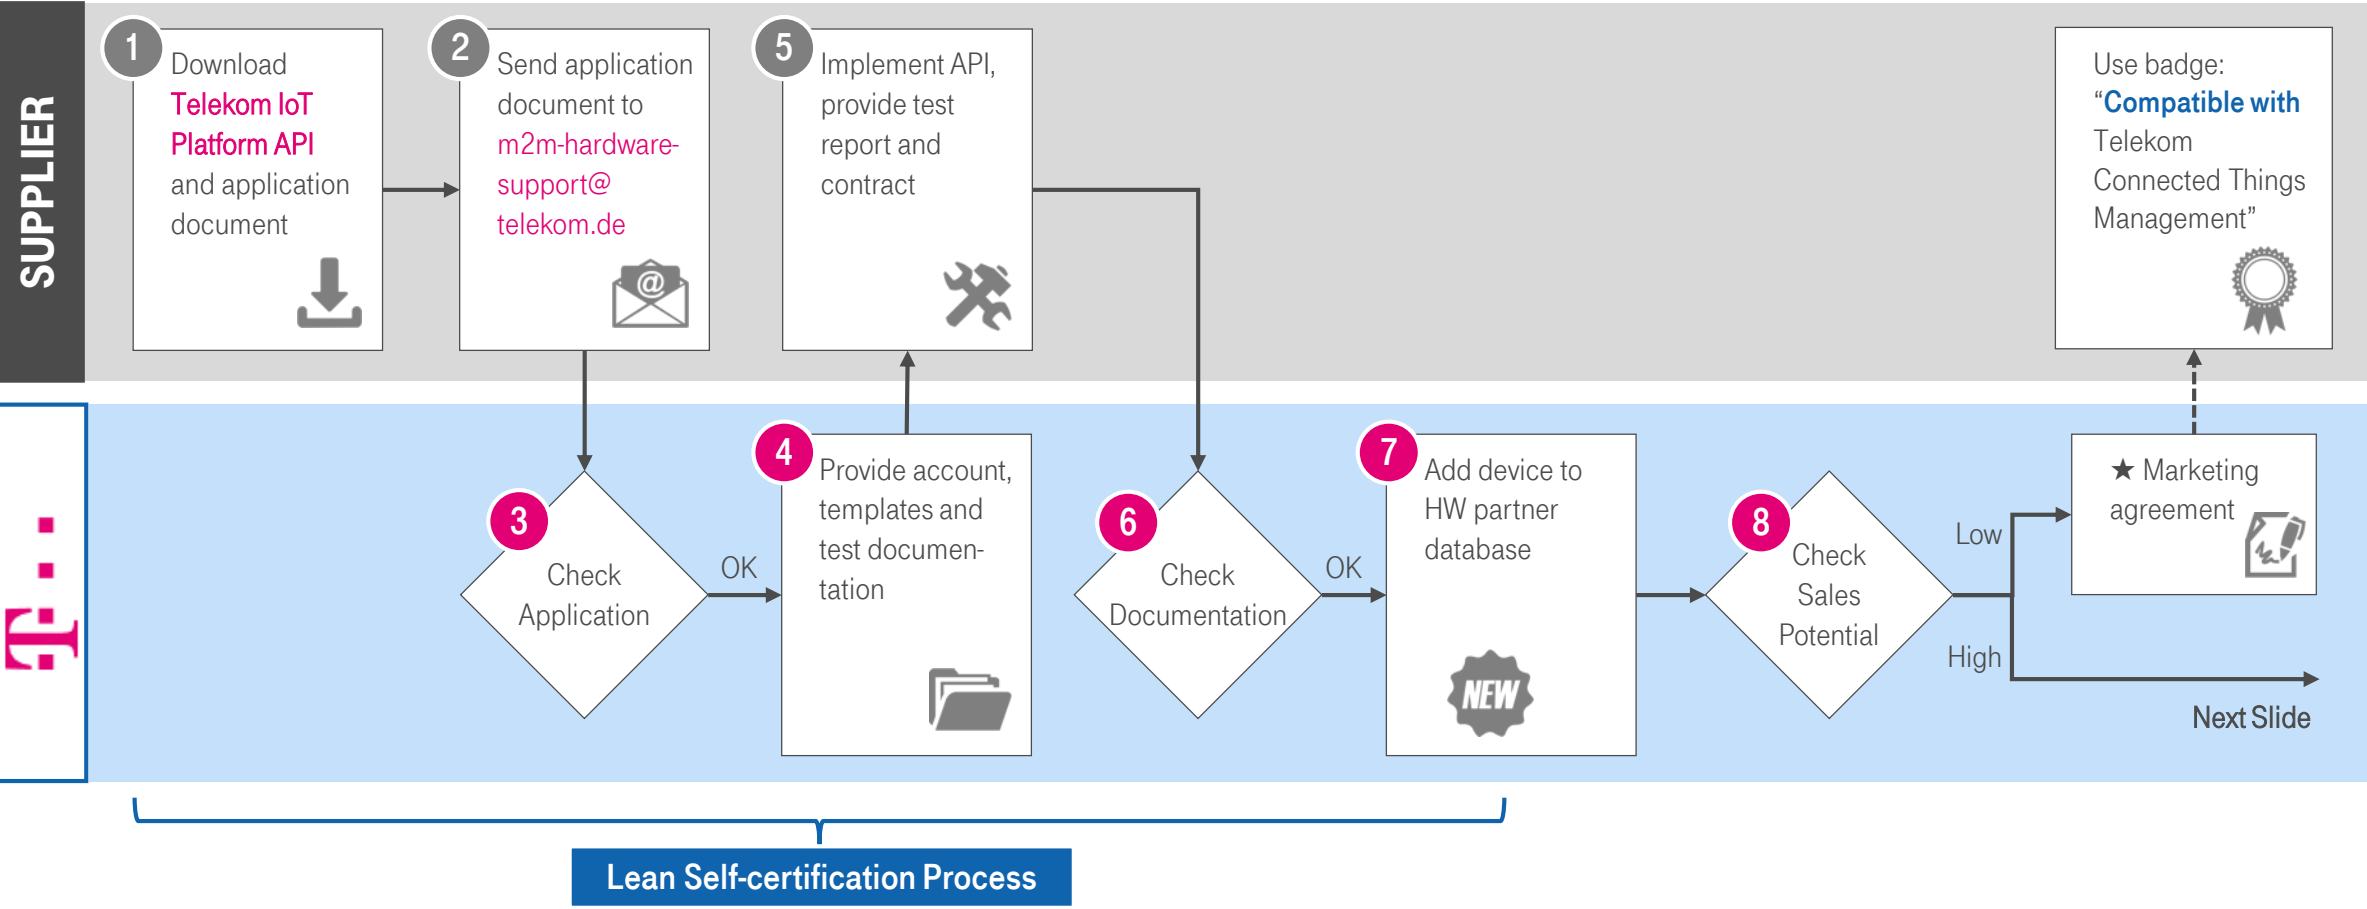 SUPPLIER
1
Download
Telekom IoT
Platform API
and application
document
2
Send application
document to
m2m-hardware-
support@
telekom.de
@
5
Implement API,
provide test
report and
contract
Use badge:
“Compatible with
Telekom
Connected Things
Management”
T
3
Check
Application
OK
4
Provide account,
templates and
test documen-
tation
6
Check
Documentation
OK
7
Add device to
HW partner
database
NEW
8
Check
Sales
Potential
Low
High
★ Marketing
agreement
Next Slide
Lean Self-certification Process